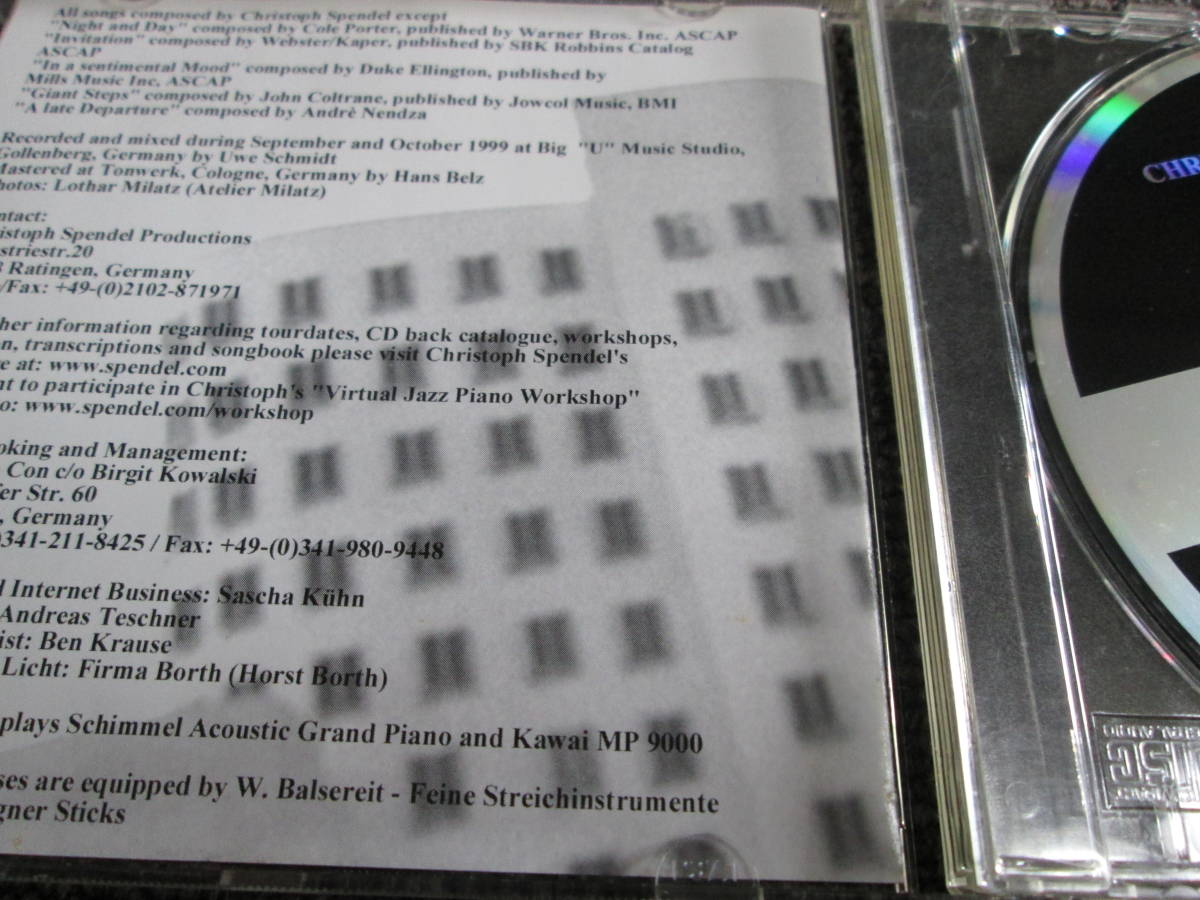 All songs composed by Christoph Spendel except
"Night and Day" composed by Cole Porter, published by Warner Bros. Inc. ASCAP
"Invitation" composed by Webster/Kaper, published by SBK Robbins Catalog
ASCAP
"In a sentimental Mood" composed by Duke Ellington, published by
Mills Music Inc, ASCAP
"Giant Steps" composed by John Coltrane, published by Jowcol Music, BMI
"A late Departure" composed by Andrè Nendza
Recorded and mixed during September and October 1999 at Big "U" Music Studio,
Gollenberg, Germany by Uwe Schmidt
Mastered at Tonwerk, Cologne, Germany by Hans Belz
hotos: Lothar Milatz (Atelier Milatz)
ntact:
istoph Spendel Productions
striestr.20
Ratingen, Germany
/Fax: +49-(0)2102-871971
her information regarding tourdates, CD back catalogue, workshops,
n, transcriptions and songbook please visit Christoph Spendel's
e at: www.spendel.com
nt to participate in Christoph's "Virtual Jazz Piano Workshop"
o: www.spendel.com/workshop
oking and Management:
Con c/o Birgit Kowalski
fer Str. 60
, Germany
)341-211-8425 / Fax: +49-(0)341-980-9448
l Internet Business: Sascha Kühn
Andreas Teschner
ist: Ben Krause
Licht: Firma Borth (Horst Borth)
plays Schimmel Acoustic Grand Piano and Kawai MP 9000
ses are equipped by W. Balsereit - Feine Streichinstrumente
gner Sticks
CHR